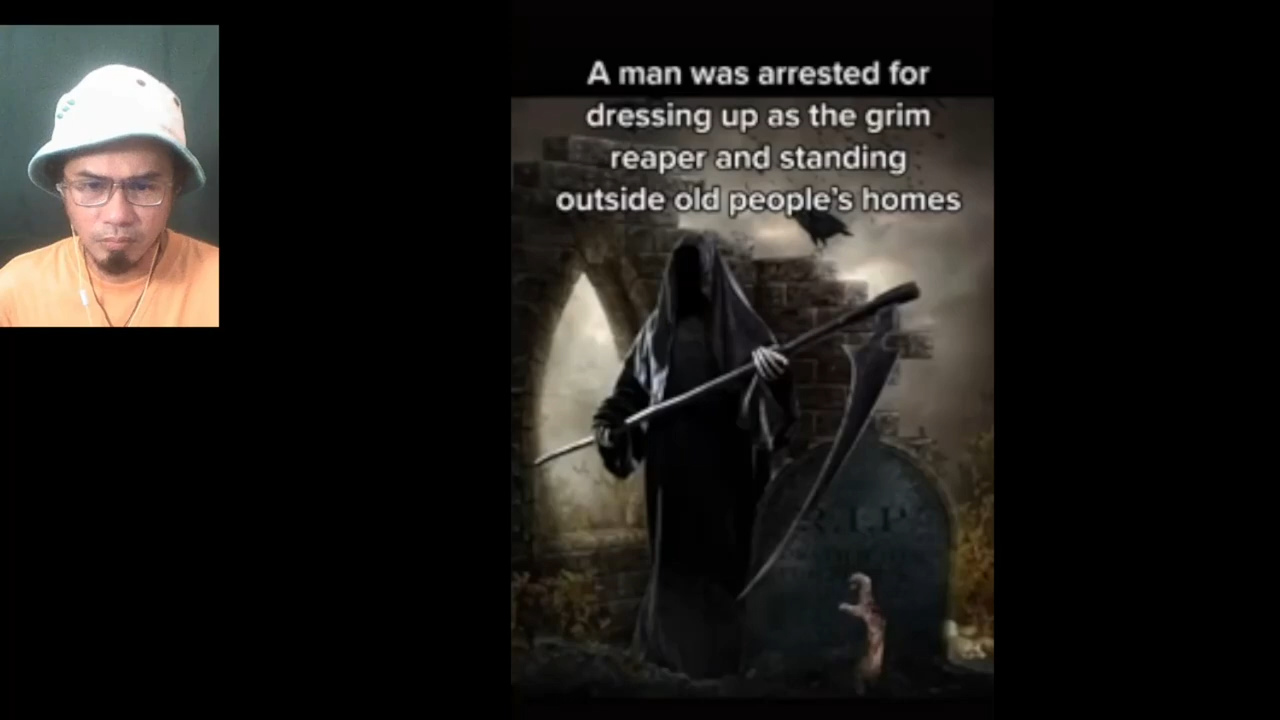 A man was arrested for
dressing up as the grim
reaper and standing
outside old people's homes
R.I.P